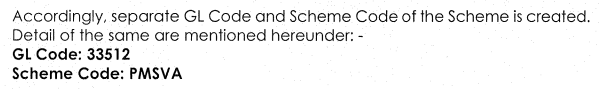 Accordingly, separate GL Code and Scheme Code of the Scheme is created.
Detail of the same are mentioned hereunder: -
GL Code: 33512
Scheme Code: PMSVA